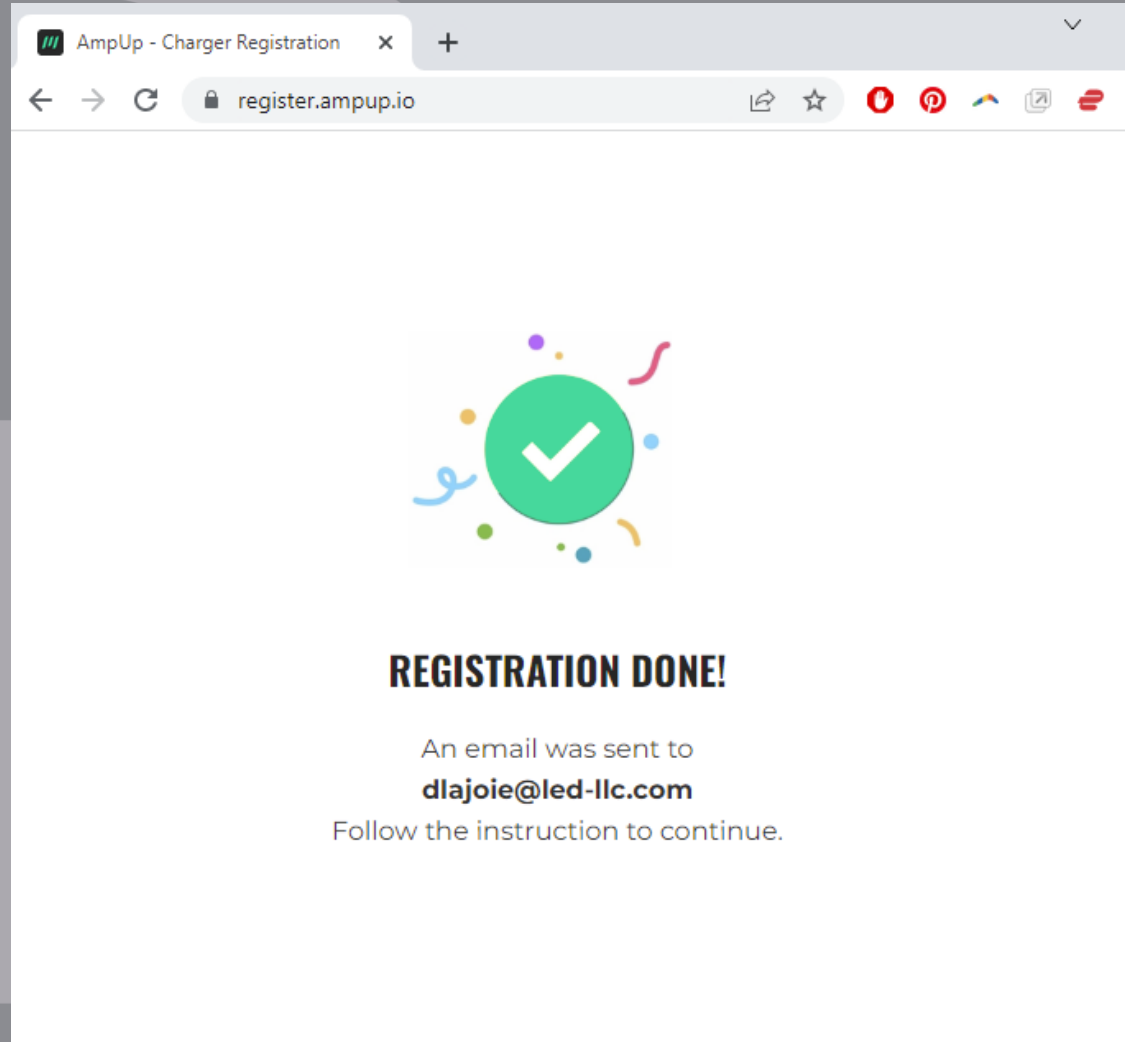 AmpUp - Charger Registration
register.ampup.io
REGISTRATION DONE!
An email was sent to
dlajoie@led-llc.com
Follow the instruction to continue.